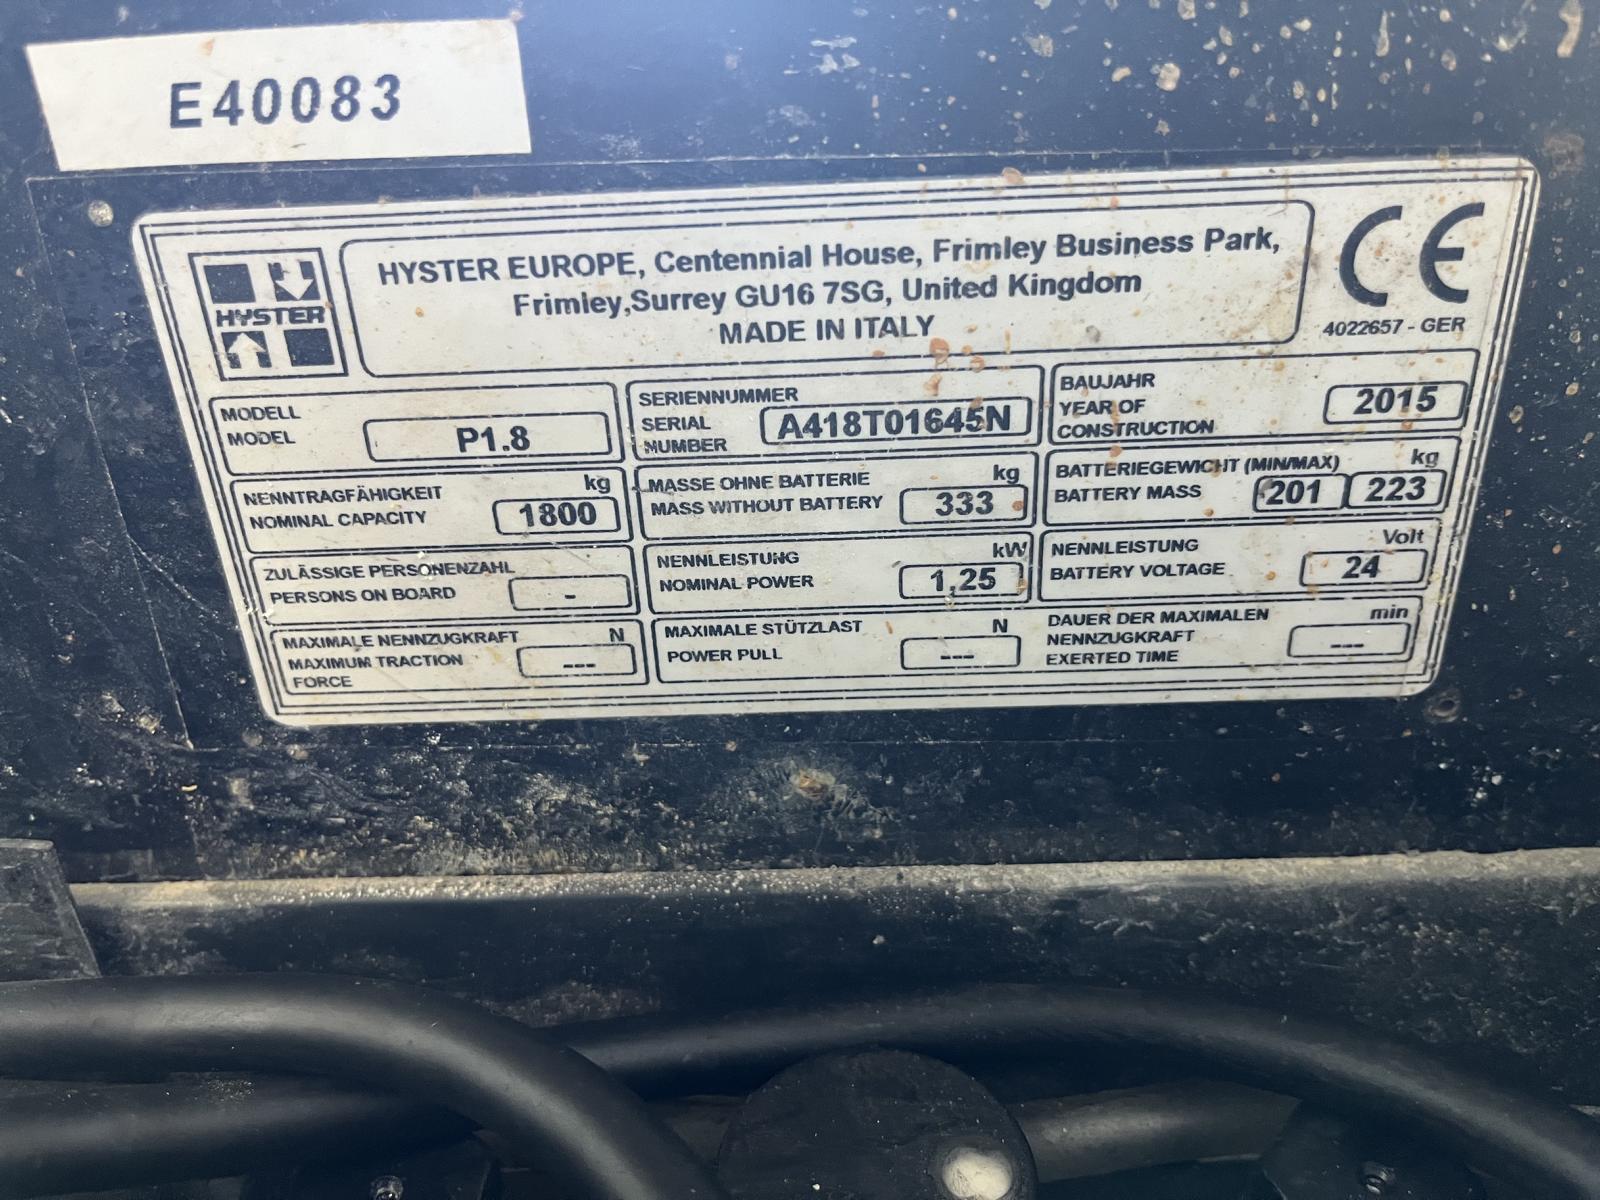 E40083
HYSTER
HYSTER EUROPE, Centennial House, Frimley Business Park,
Frimley,Surrey GU16 7SG, United Kingdom
MADE IN ITALY
CE
4022657 - GER
MODELL
MODEL
P1.8
SERIENNUMMER
SERIAL
NUMBER
A418T01645N
BAUJAHR
YEAR OF
CONSTRUCTION
2015
NENNTRAGFÄHIGKEIT
NOMINAL CAPACITY
kg
1800
MASSE OHNE BATTERIE
MASS WITHOUT BATTERY
kg
333
BATTERIEGEWICHT (MIN/MAX)
BATTERY MASS
kg
201 223
ZULÄSSIGE PERSONENZAHL
PERSONS ON BOARD
-
NENNLEISTUNG
NOMINAL POWER
kW
1,25
NENNLEISTUNG
BATTERY VOLTAGE
Volt
24
MAXIMALE NENNZUGKRAFT
MAXIMUM TRACTION
FORCE
N
---
MAXIMALE STÜTZLAST
POWER PULL
N
---
DAUER DER MAXIMALEN
NENNZUGKRAFT
EXERTED TIME
min
---